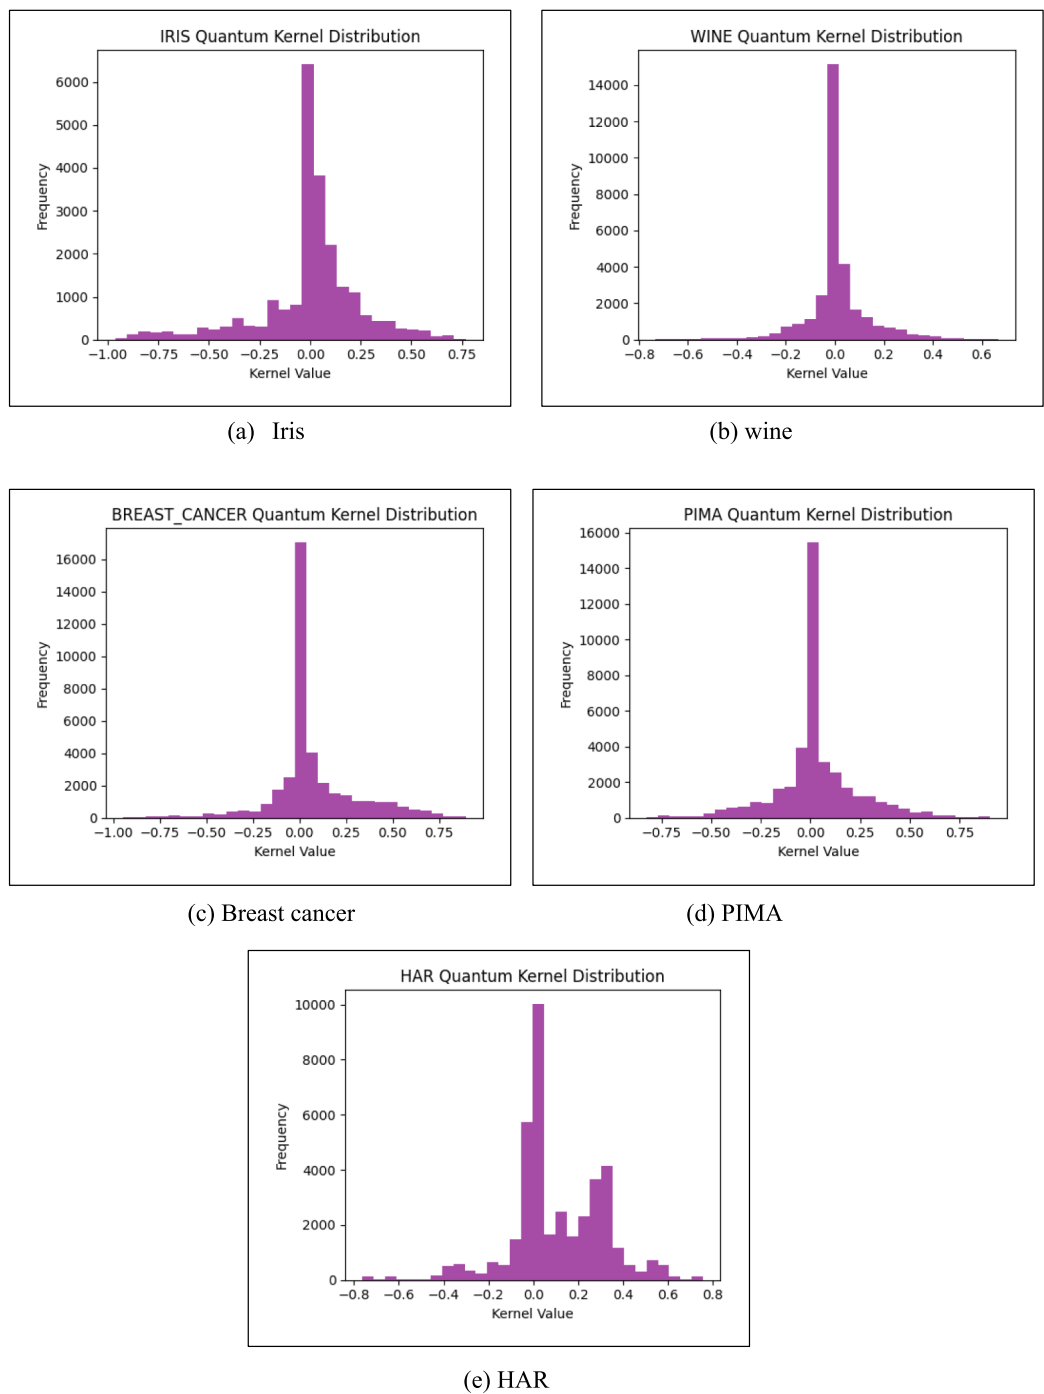 IRIS Quantum Kernel Distribution
6000
5000
4000
3000
2000
1000
0
Frequency
−1.00 −0.75 −0.50 −0.25 0.00 0.25 0.50 0.75
Kernel Value
(a) Iris
WINE Quantum Kernel Distribution
14000
12000
10000
8000
6000
4000
2000
0
Frequency
−0.8 −0.6 −0.4 −0.2 0.0 0.2 0.4 0.6
Kernel Value
(b) wine
BREAST_CANCER Quantum Kernel Distribution
16000
14000
12000
10000
8000
6000
4000
2000
0
Frequency
−1.00 −0.75 −0.50 −0.25 0.00 0.25 0.50 0.75
Kernel Value
(c) Breast cancer
PIMA Quantum Kernel Distribution
16000
14000
12000
10000
8000
6000
4000
2000
0
Frequency
−0.75 −0.50 −0.25 0.00 0.25 0.50 0.75
Kernel Value
(d) PIMA
HAR Quantum Kernel Distribution
10000
8000
6000
4000
2000
0
Frequency
−0.8 −0.6 −0.4 −0.2 0.0 0.2 0.4 0.6 0.8
Kernel Value
(e) HAR